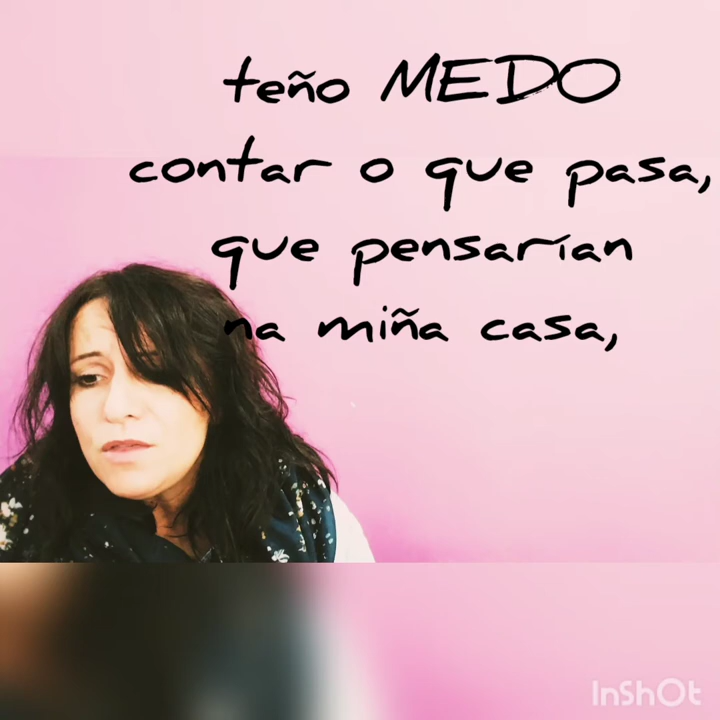 teño MEDO
contar o que pasa,
que pensarían
na miña casa,
InShOt